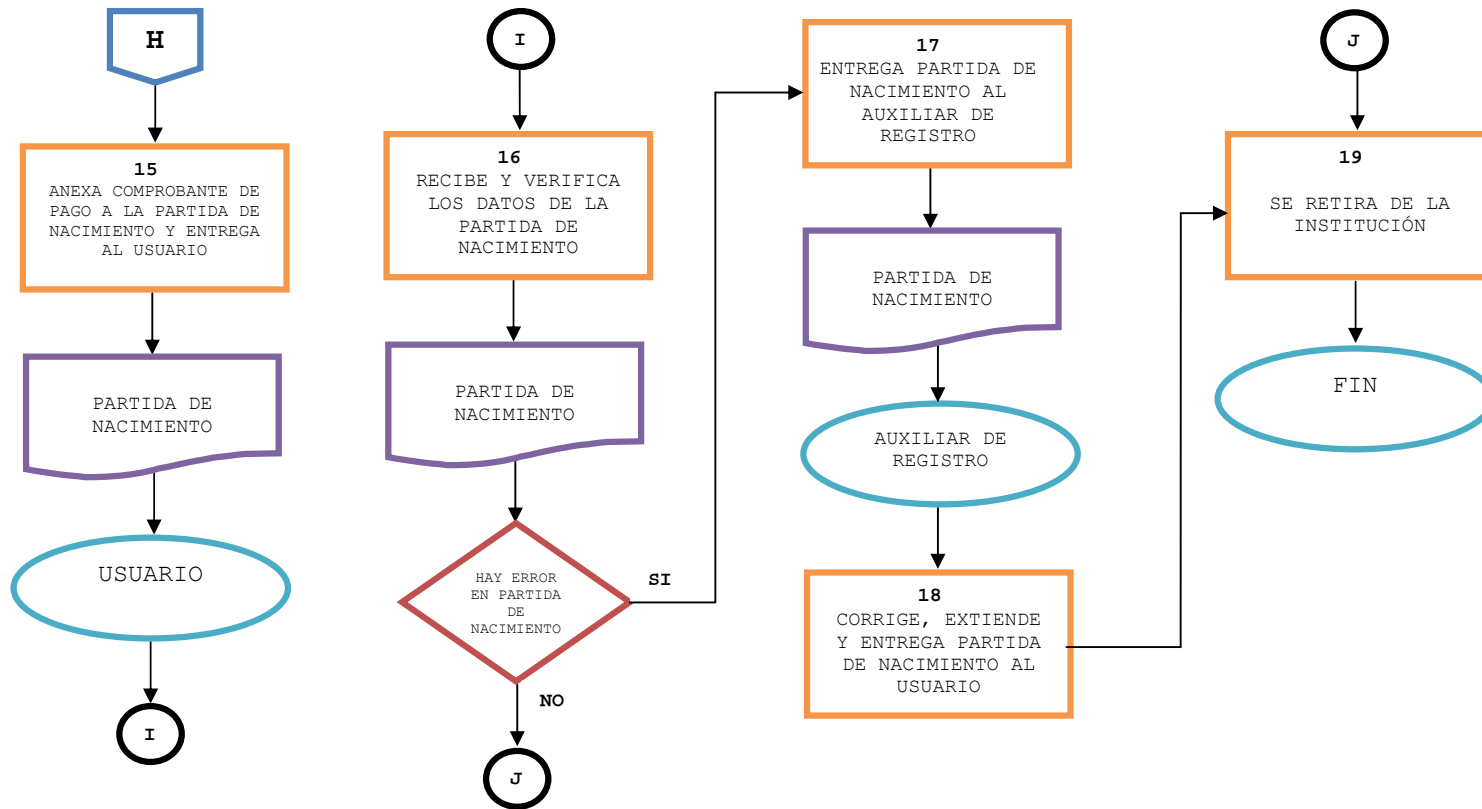 H
15
ANEXA COMPROBANTE DE
PAGO A LA PARTIDA DE
NACIMIENTO Y ENTREGA
AL USUARIO
PARTIDA DE
NACIMIENTO
USUARIO
I
I
16
RECIBE Y VERIFICA
LOS DATOS DE LA
PARTIDA DE
NACIMIENTO
PARTIDA DE
NACIMIENTO
HAY ERROR
EN PARTIDA
DE
NACIMIENTO
SI
NO
J
17
ENTREGA PARTIDA DE
NACIMIENTO AL
AUXILIAR DE
REGISTRO
PARTIDA DE
NACIMIENTO
AUXILIAR DE
REGISTRO
18
CORRIGE, EXTIENDE
Y ENTREGA PARTIDA
DE NACIMIENTO AL
USUARIO
J
19
SE RETIRA DE LA
INSTITUCIÓN
FIN